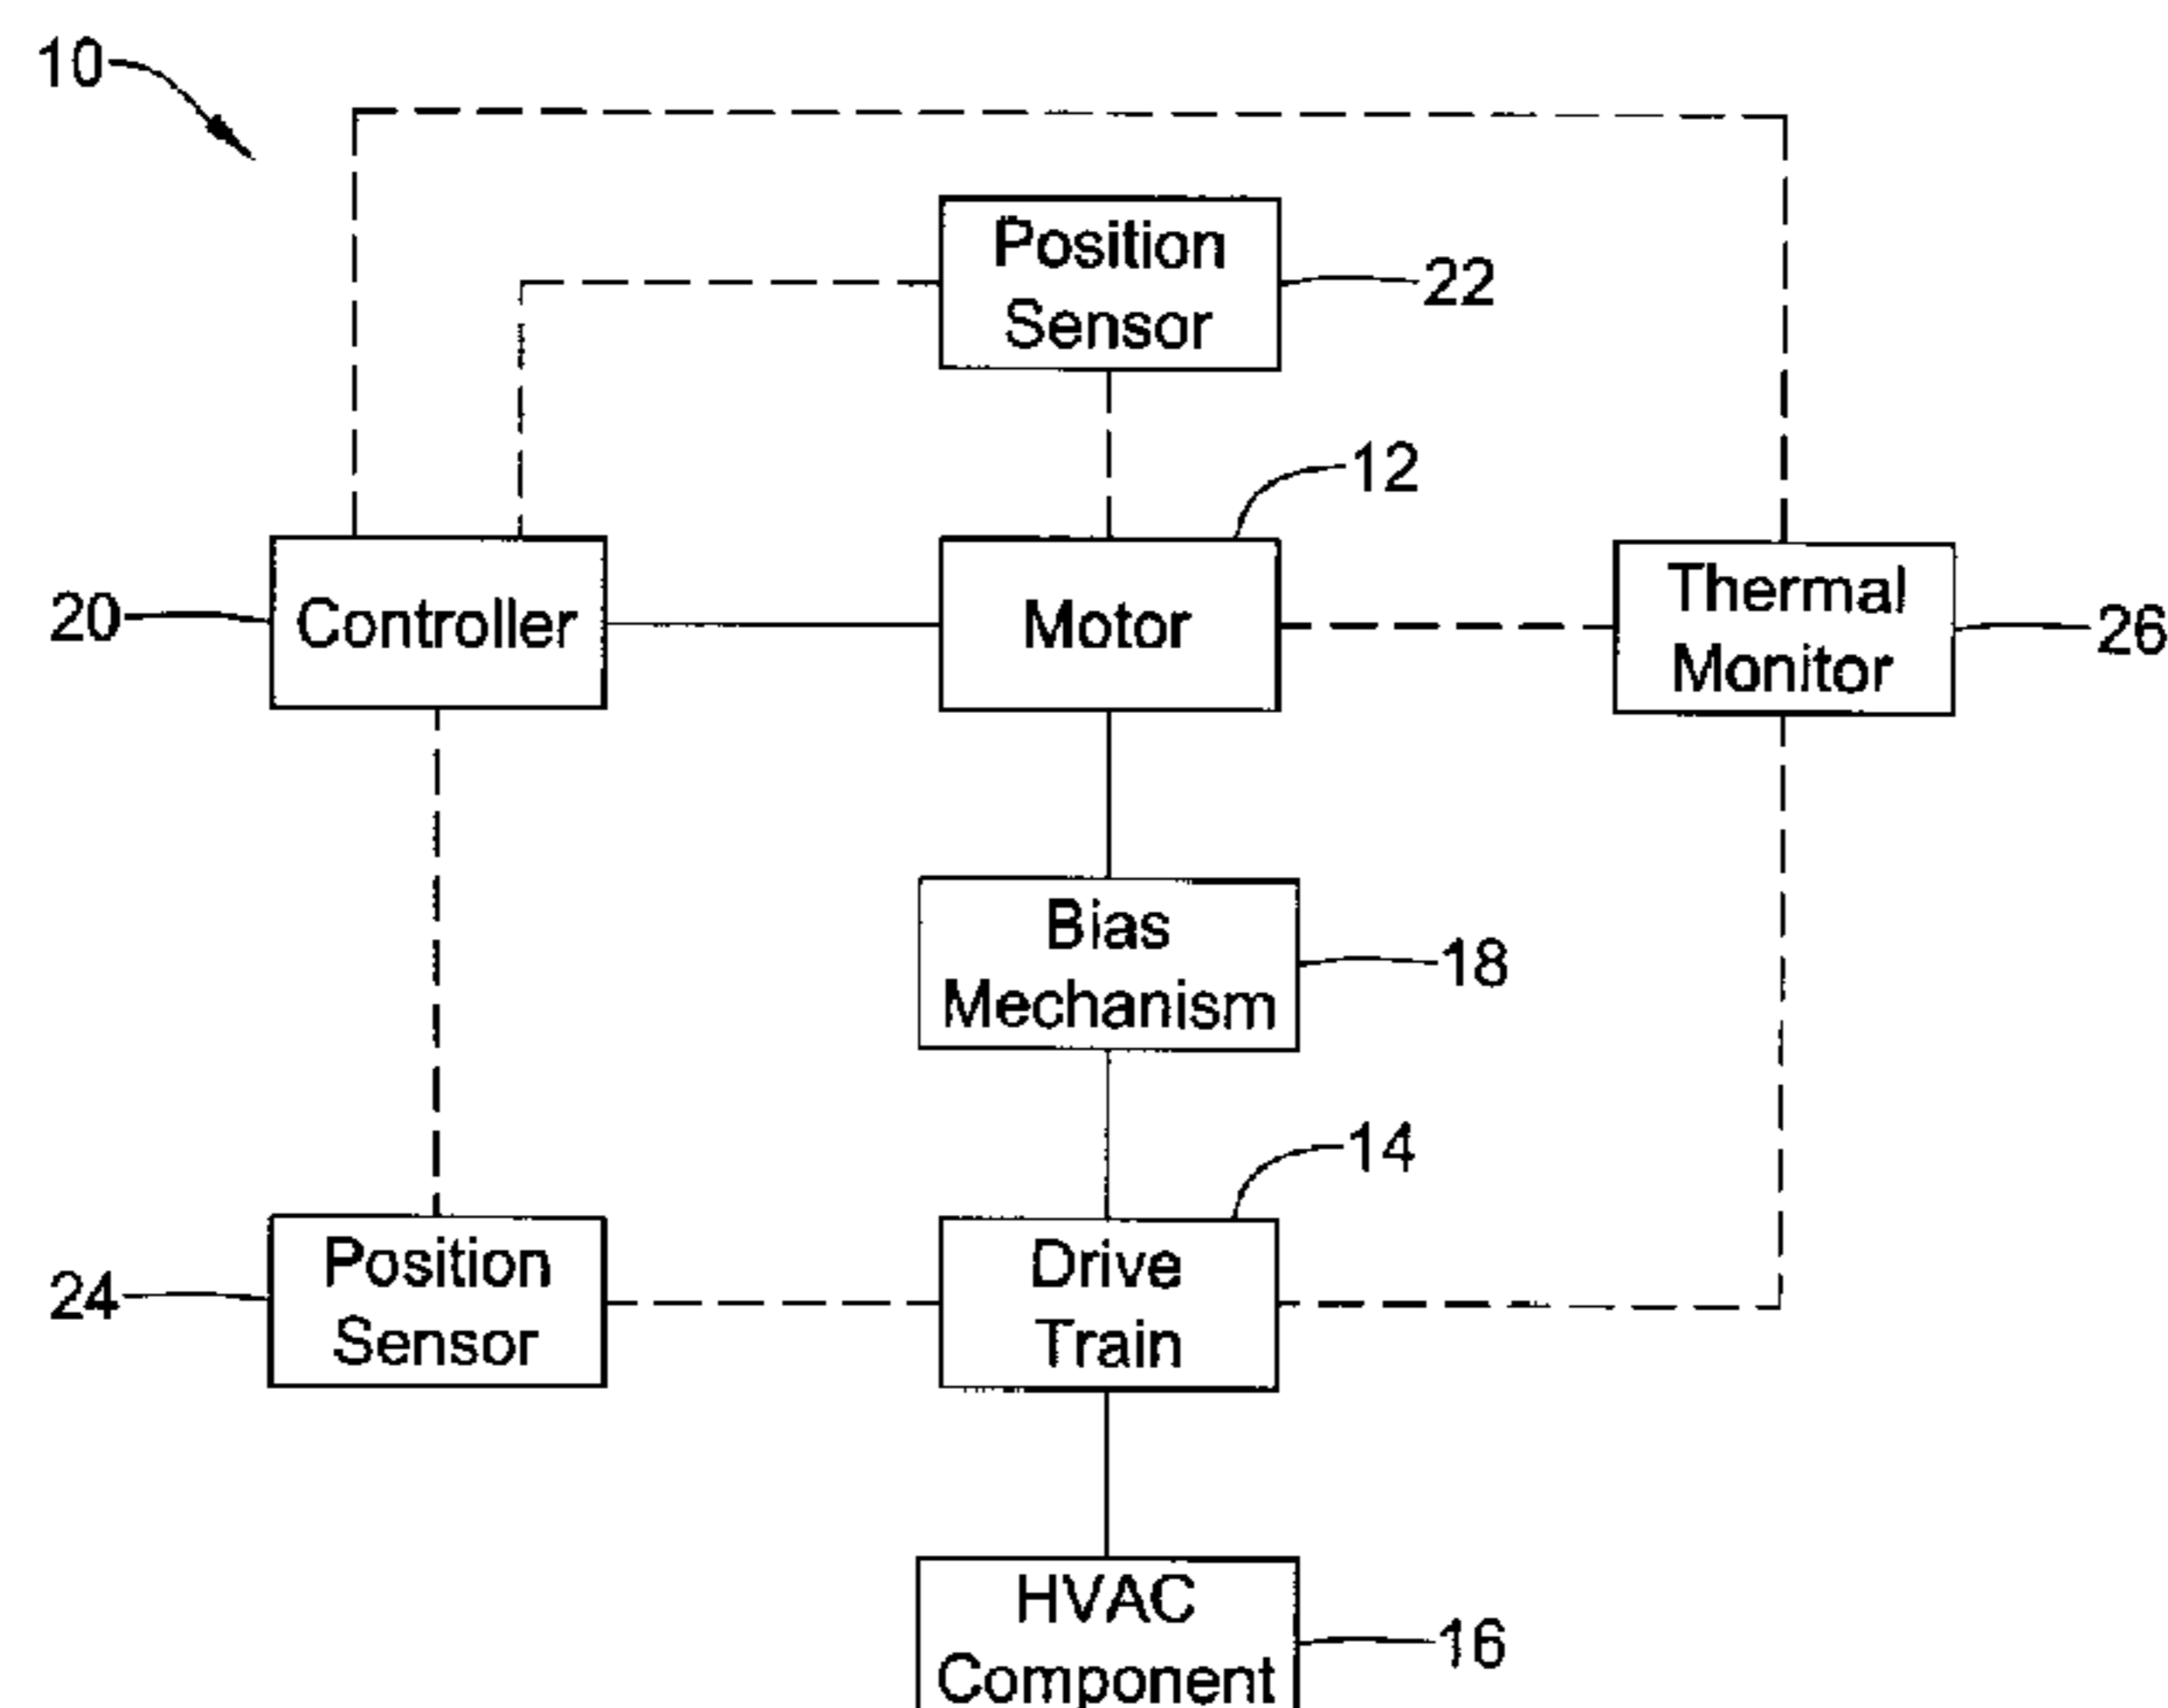 10
Position
Sensor
22
12
20
Controller
Motor
Thermal
Monitor
26
Bias
Mechanism
18
14
24
Position
Sensor
Drive
Train
HVAC
Component
16